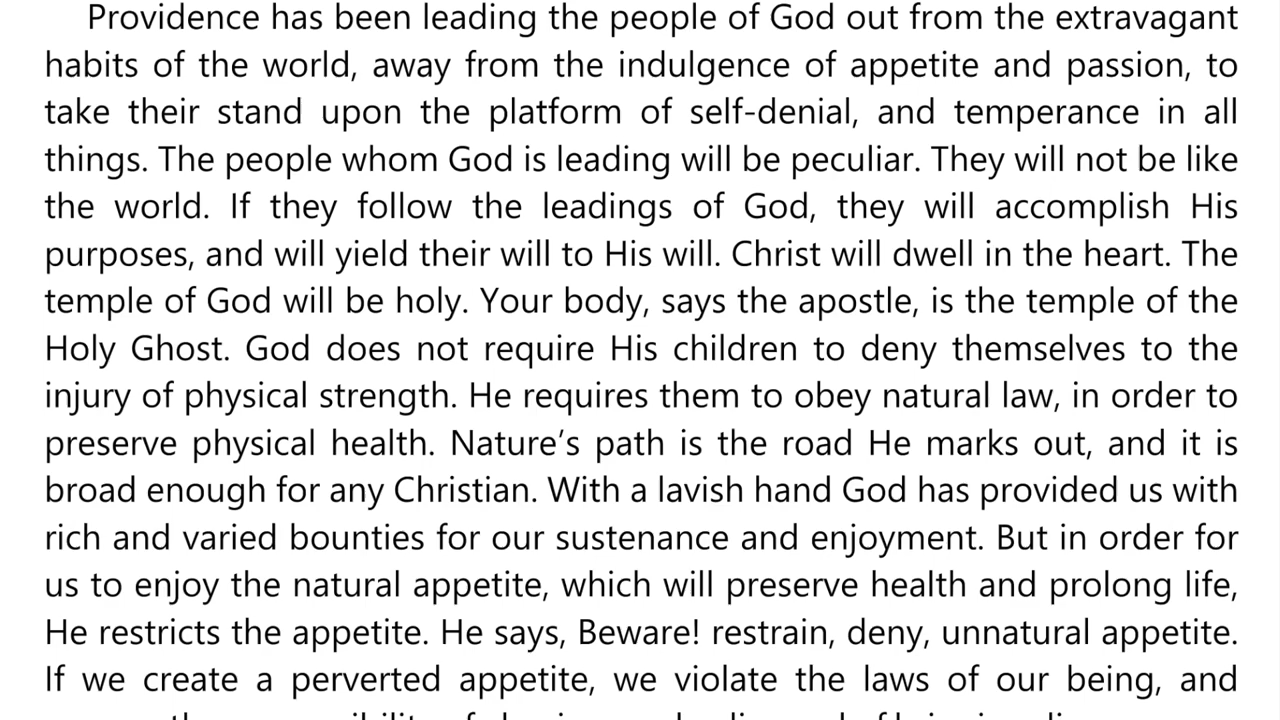 Providence has been leading the people of God out from the extravagant
habits of the world, away from the indulgence of appetite and passion, to
take their stand upon the platform of self-denial, and temperance in all
things. The people whom God is leading will be peculiar. They will not be like
the world. If they follow the leadings of God, they will accomplish His
purposes, and will yield their will to His will. Christ will dwell in the heart. The
temple of God will be holy. Your body, says the apostle, is the temple of the
Holy Ghost. God does not require His children to deny themselves to the
injury of physical strength. He requires them to obey natural law, in order to
preserve physical health. Nature’s path is the road He marks out, and it is
broad enough for any Christian. With a lavish hand God has provided us with
rich and varied bounties for our sustenance and enjoyment. But in order for
us to enjoy the natural appetite, which will preserve health and prolong life,
He restricts the appetite. He says, Beware! restrain, deny, unnatural appetite.
If we create a perverted appetite, we violate the laws of our being, and